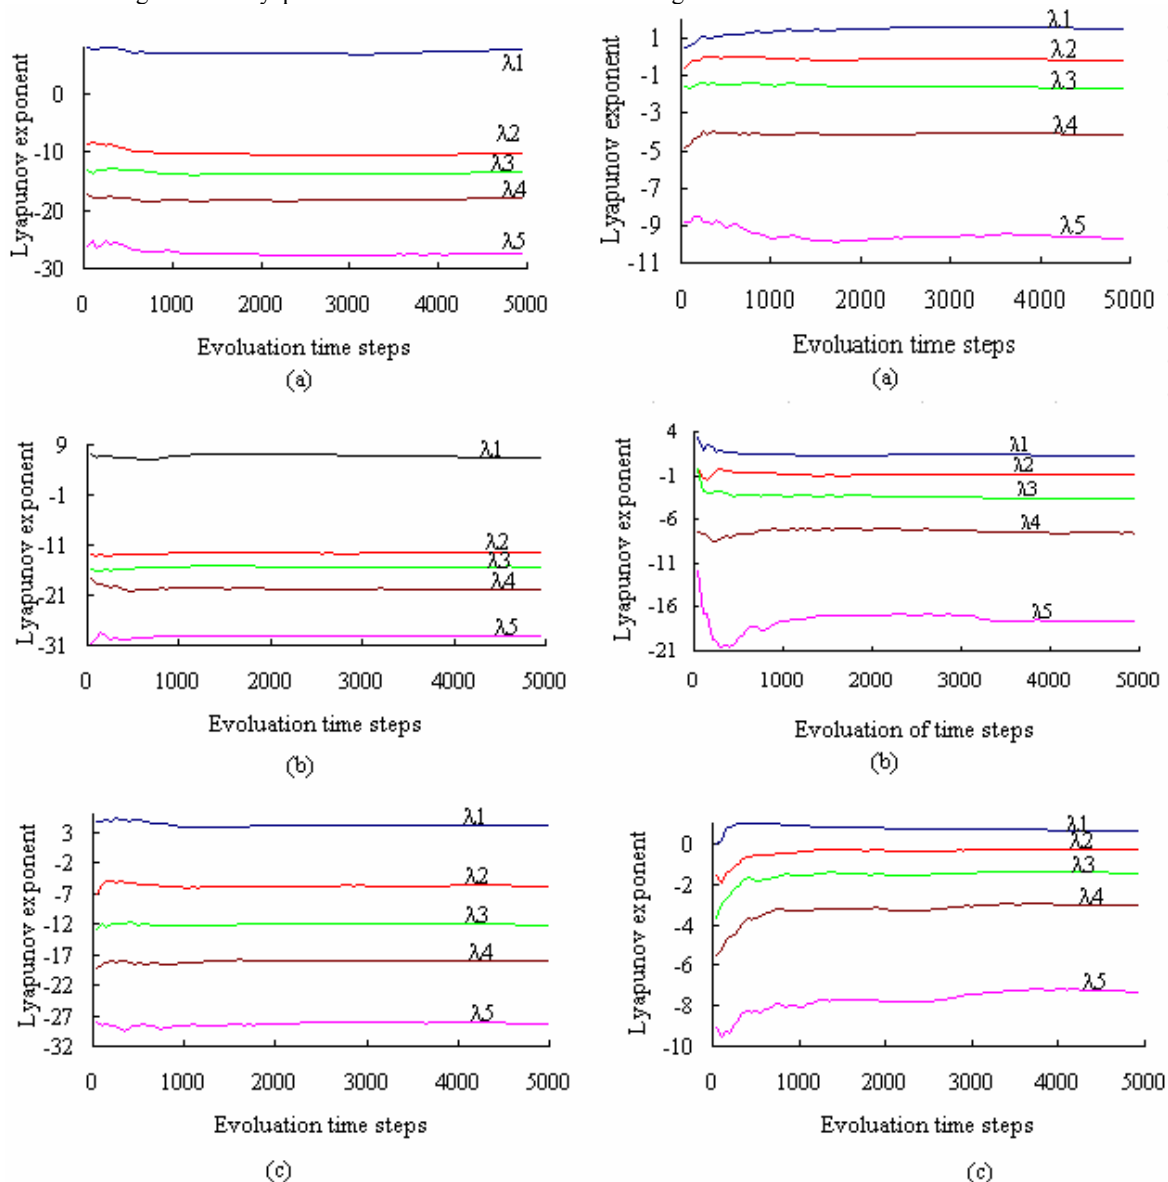 λ1
0
λ2
-10
λ3
λ4
-20
λ5
-30
0 1000 2000 3000 4000 5000
Lyapunov exponent
Evoluation time steps
(a)
λ1
1
λ2
-1
λ3
-3
λ4
-5
-7
-9
λ5
-11
0 1000 2000 3000 4000 5000
Lyapunov exponent
Evoluation time steps
(a)
9
λ1
-1
-11
λ2
λ3
λ4
-21
λ5
-31
0 1000 2000 3000 4000 5000
Lyapunov exponent
Evoluation time steps
(b)
4
λ1
λ2
-1
λ3
λ4
-6
-11
-16
λ5
-21
0 1000 2000 3000 4000 5000
Lyapunov exponent
Evaluation of time steps
(b)
λ1
3
-2
λ2
-7
λ3
-12
λ4
-17
-22
λ5
-27
-32
0 1000 2000 3000 4000 5000
Lyapunov exponent
Evoluation time steps
(c)
λ1
0
λ2
λ3
-2
λ4
-4
-6
λ5
-8
-10
0 1000 2000 3000 4000 5000
Lyapunov exponent
Evoluation time steps
(c)